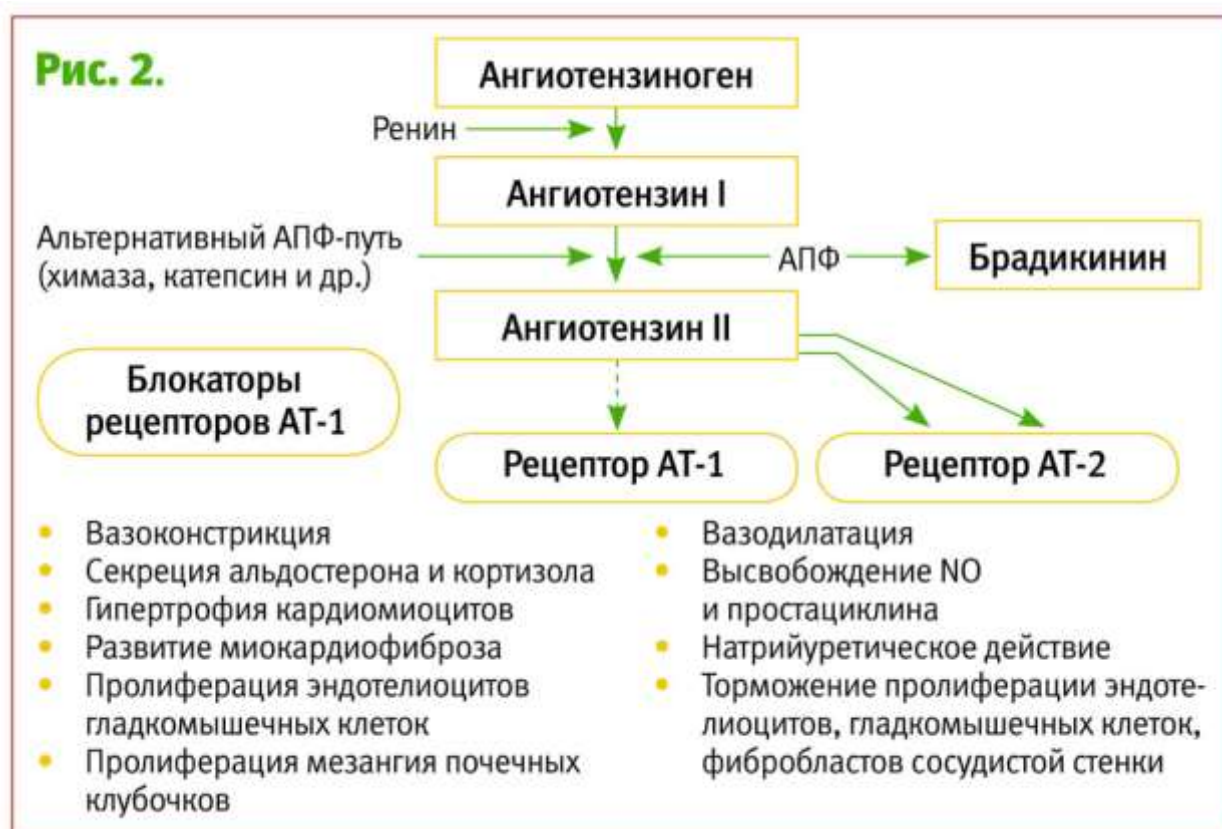 Рис. 2.
Ангиотензиноген
Ренин
Ангиотензин I
Альтернативный АПФ-путь
(химаза, катепсин и др.)
АПФ
Брадикинин
Ангиотензин II
Блокаторы
рецепторов АТ-1
Рецептор АТ-1
Рецептор АТ-2
• Вазоконстрикция
• Секреция альдостерона и кортизола
• Гипертрофия кардиомиоцитов
• Развитие миокардиофиброза
• Пролиферация эндотелиоцитов
гладкомышечных клеток
• Пролиферация мезангия почечных
клубочков
• Вазодилатация
• Высвобождение NO
и простациклина
• Натрийуретическое действие
• Торможение пролиферации эндоте-
лиоцитов, гладкомышечных клеток,
фибробластов сосудистой стенки